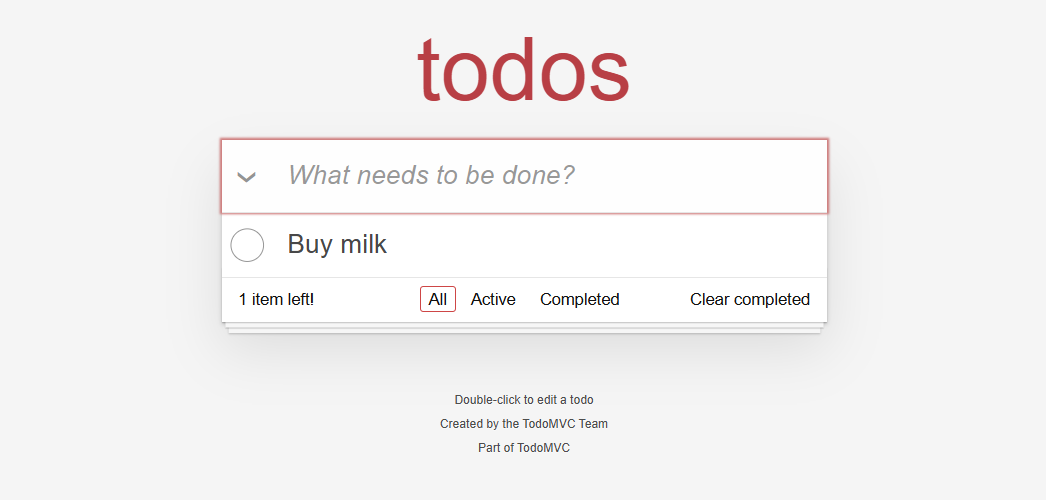 todos
What needs to be done?
Buy milk
1 item left!
All
Active
Completed
Clear completed
Double-click to edit a todo
Created by the TodoMVC Team
Part of TodoMVC